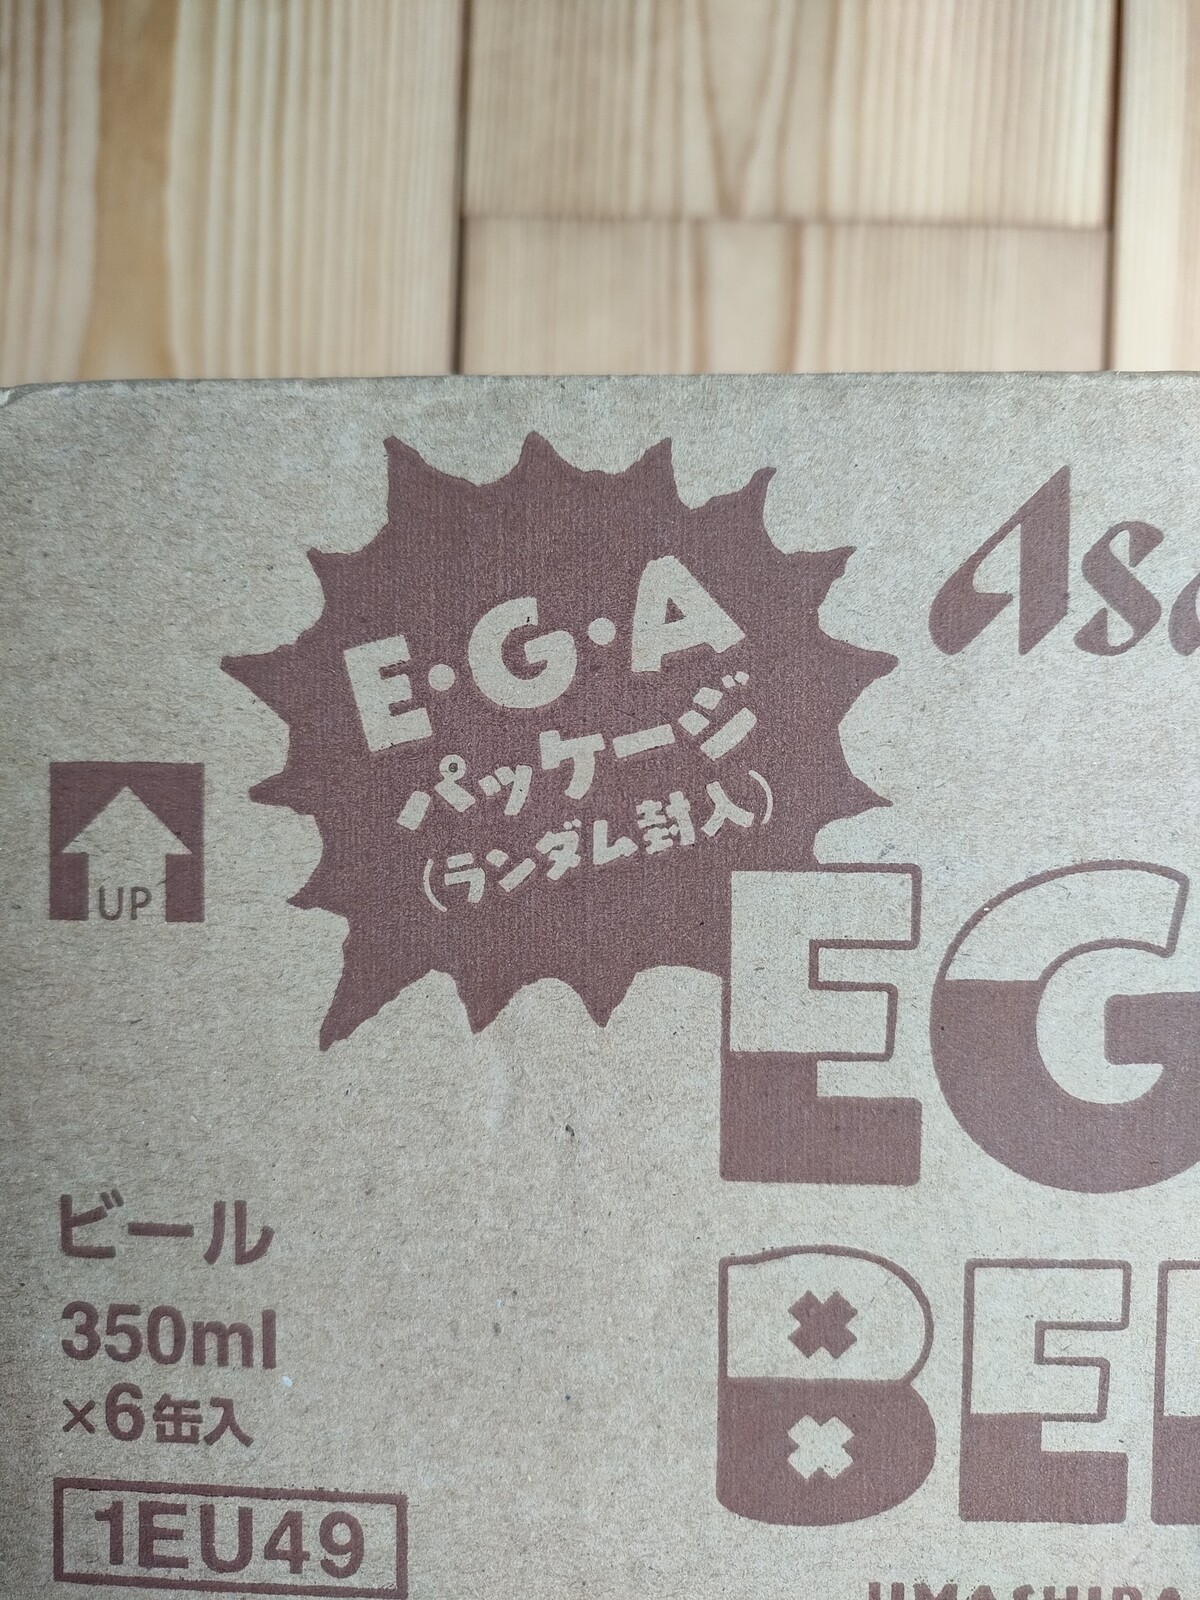 E・G・A
パッケージ
(ランダム封入)
UP
EG
BE
ビール
350ml
×6缶入
1EU49